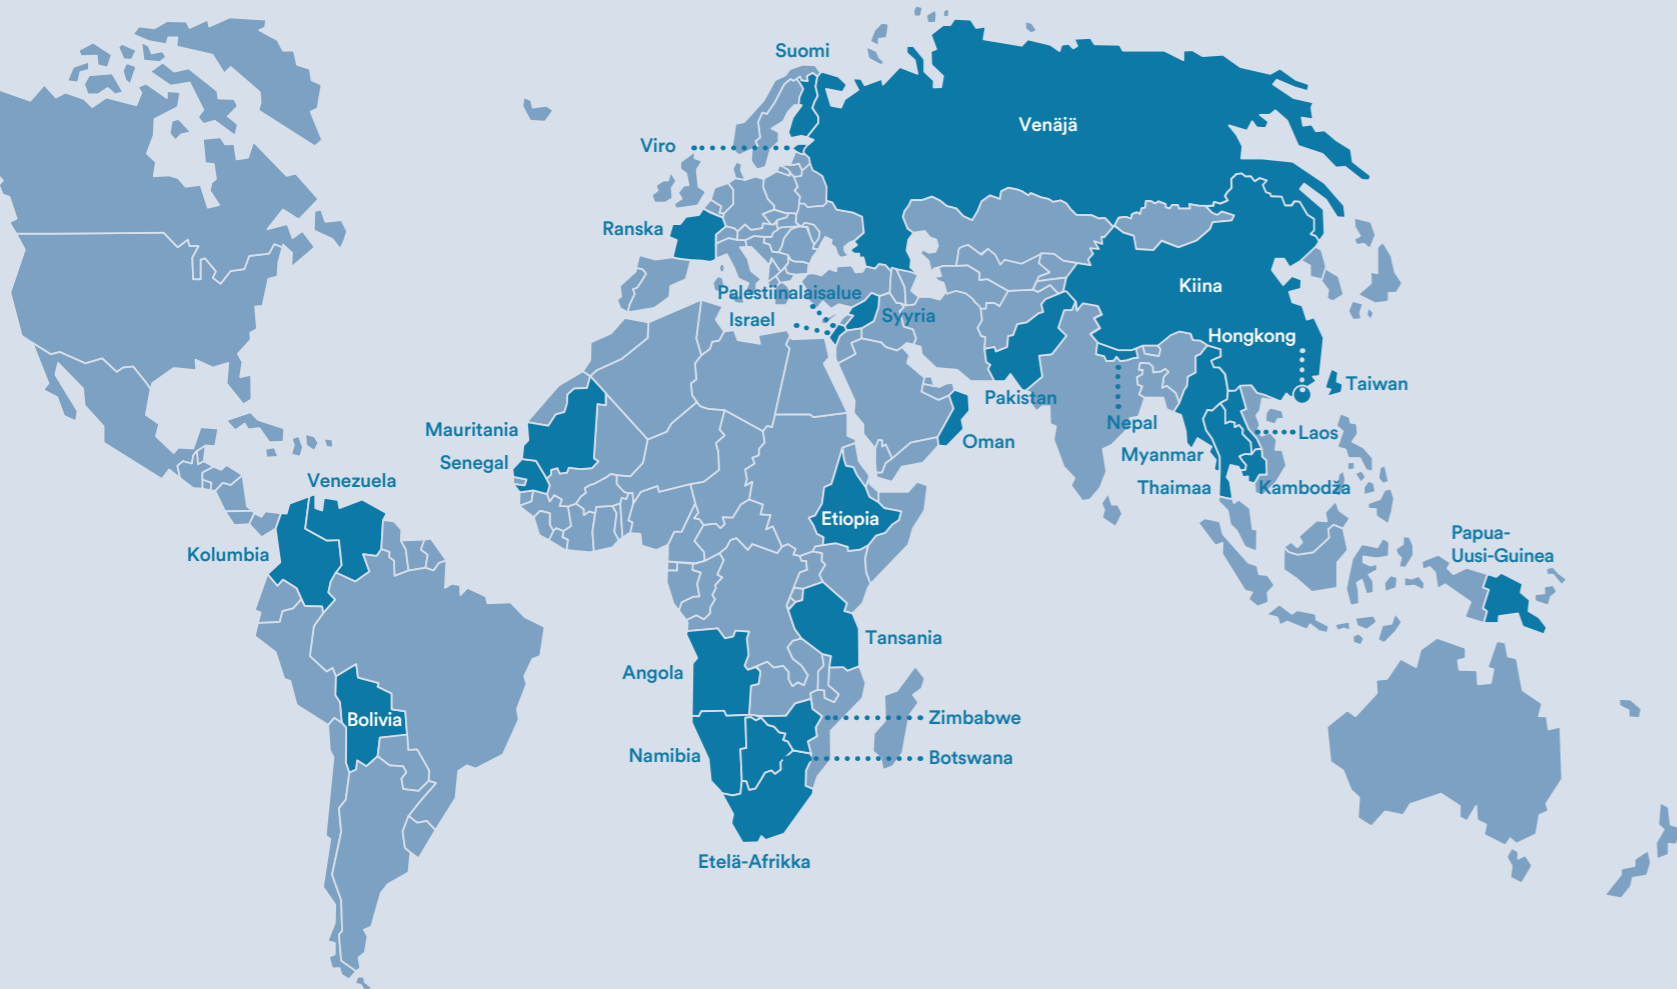 Suomi
Venäjä
Viro
Ranska
Palestiinalaisalue
Israel
Syyria
Kiina
Hongkong
Taiwan
Pakistan
Nepal
Oman
Laos
Myanmar
Thaimaa
Kambodža
Mauritania
Senegal
Venezuela
Kolumbia
Etiopia
Papua-
Uusi-Guinea
Tansania
Angola
Bolivia
Zimbabwe
Namibia
Botswana
Etelä-Afrikka